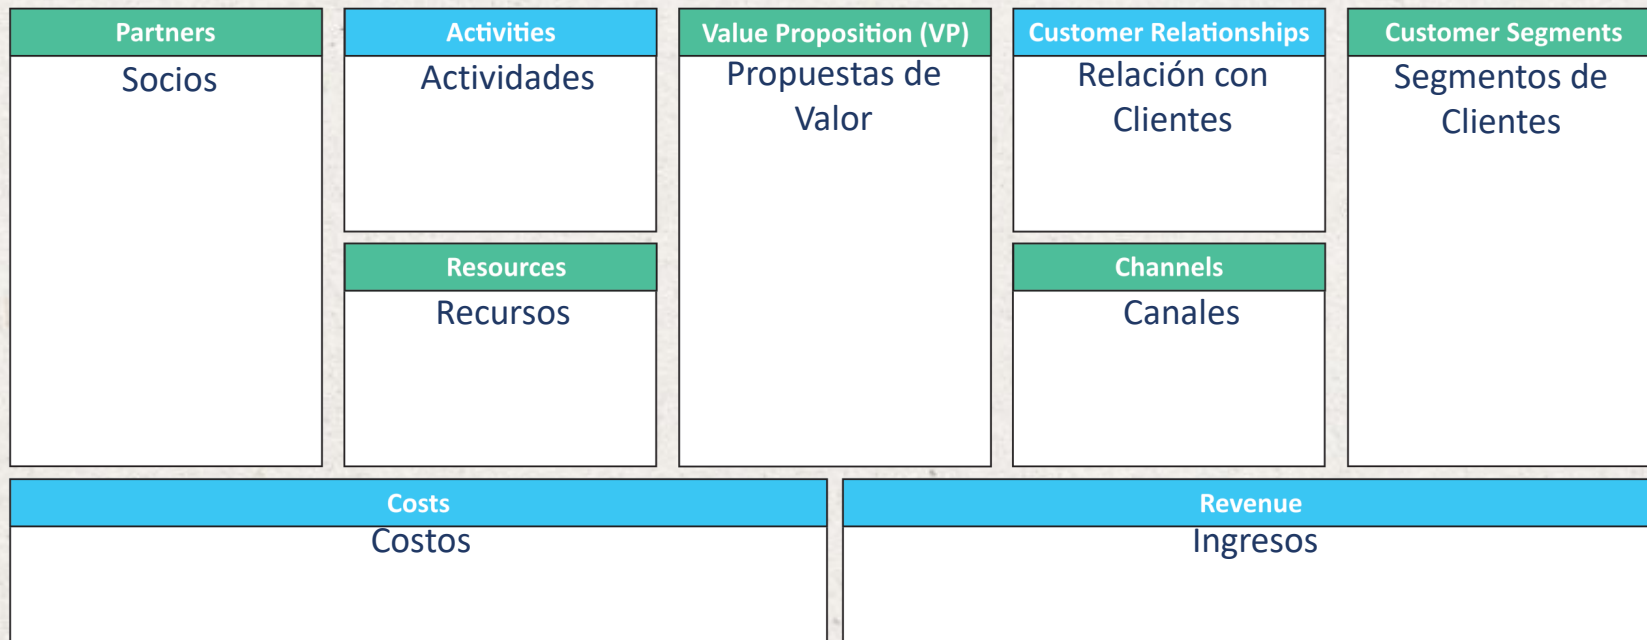 Partners
Socios
Activities
Actividades
Resources
Recursos
Value Proposition (VP)
Propuestas de
Valor
Customer Relationships
Relación con
Clientes
Channels
Canales
Customer Segments
Segmentos de
Clientes
Costs
Costos
Revenue
Ingresos